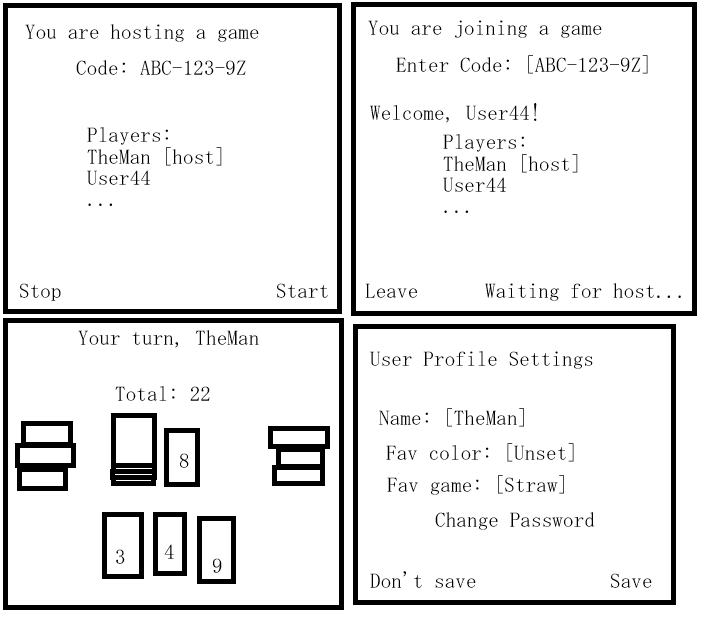 You are hosting a game
Code: ABC-123-9Z
Players:
TheMan [host]
User44
...
Stop Start
You are joining a game
Enter Code: [ABC-123-9Z]
Welcome, User44!
Players:
TheMan [host]
User44
...
Leave Waiting for host...
Your turn, TheMan
Total: 22
8
3 4 9
User Profile Settings
Name: [TheMan]
Fav color: [Unset]
Fav game: [Straw]
Change Password
Don't save Save